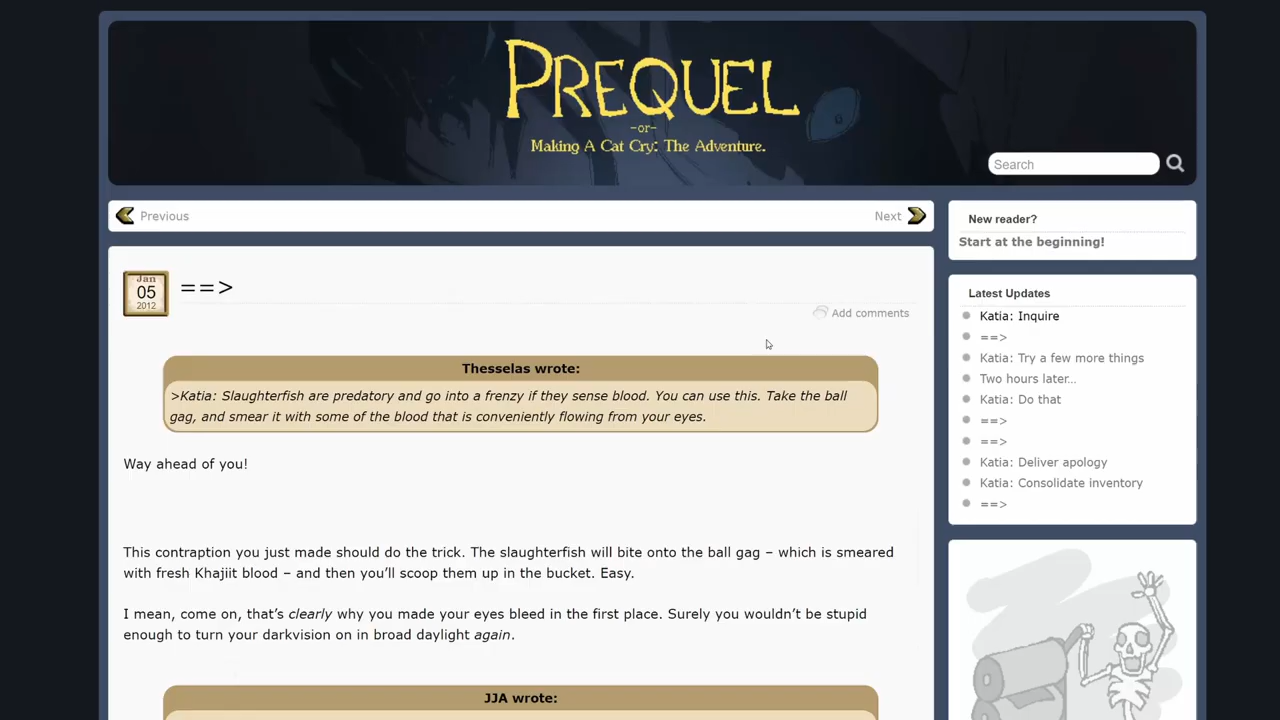 PREQUEL
-or-
Making A Cat Cry: The Adventure.
Search
Previous
Next
New reader?
Start at the beginning!
Jan
05
2012
==>
Add comments
Latest Updates
Katia: Inquire
==>
Katia: Try a few more things
Two hours later...
Katia: Do that
==>
==>
Katia: Deliver apology
Katia: Consolidate inventory
==>
Thesselas wrote:
>Katia: Slaughterfish are predatory and go into a frenzy if they sense blood. You can use this. Take the ball
gag, and smear it with some of the blood that is conveniently flowing from your eyes.
Way ahead of you!
This contraption you just made should do the trick. The slaughterfish will bite onto the ball gag – which is smeared
with fresh Khajiit blood – and then you’ll scoop them up in the bucket. Easy.
I mean, come on, that’s clearly why you made your eyes bleed in the first place. Surely you wouldn’t be stupid
enough to turn your darkvision on in broad daylight again.
JJA wrote: